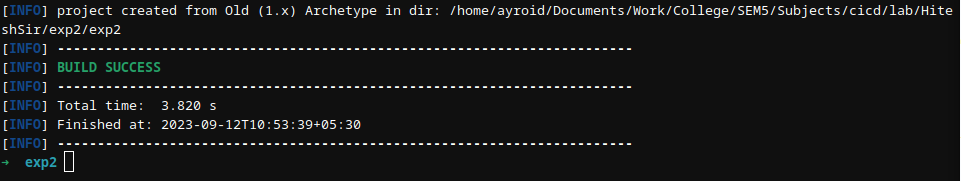 [INFO] project created from Old (1.x) Archetype in dir: /home/ayroid/Documents/Work/College/SEM5/Subjects/cicd/lab/Hite
shSir/exp2/exp2
[INFO] ------------------------------------------------------------------------
[INFO] BUILD SUCCESS
[INFO] ------------------------------------------------------------------------
[INFO] Total time:  3.820 s
[INFO] Finished at: 2023-09-12T10:53:39+05:30
[INFO] ------------------------------------------------------------------------
➜  exp2